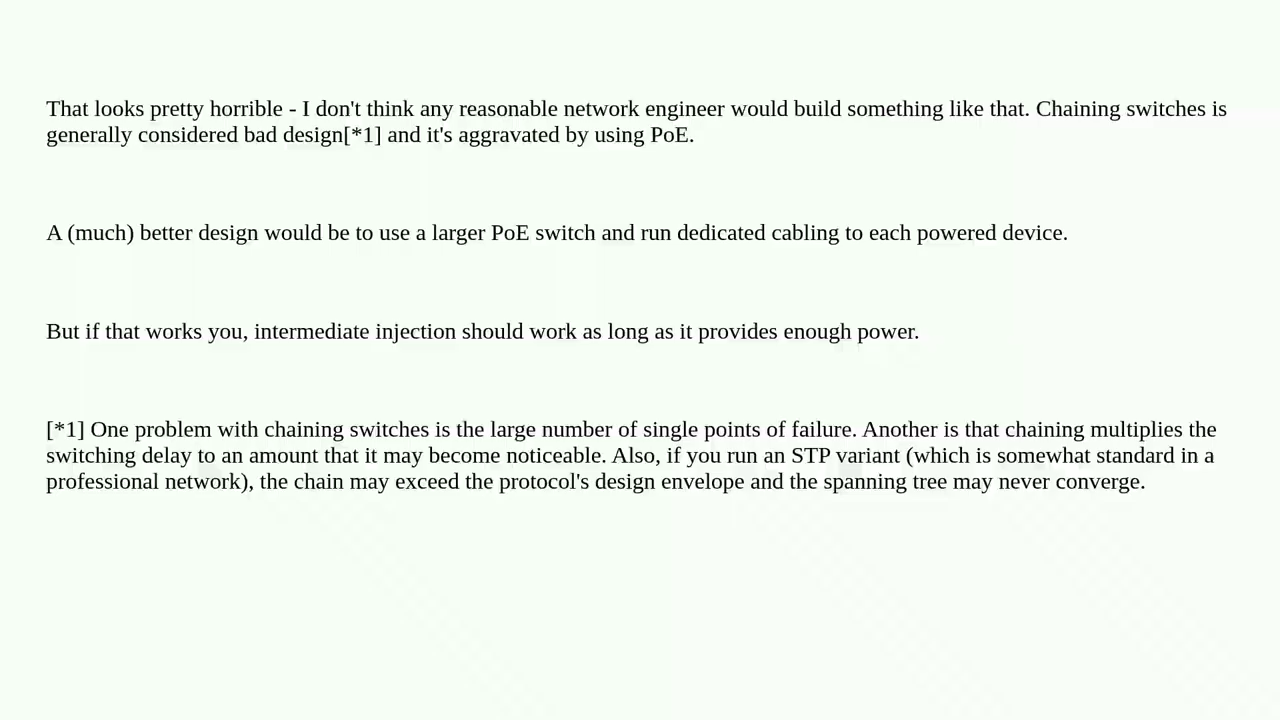 That looks pretty horrible - I don't think any reasonable network engineer would build something like that. Chaining switches is
generally considered bad design[*1] and it's aggravated by using PoE.
A (much) better design would be to use a larger PoE switch and run dedicated cabling to each powered device.
But if that works you, intermediate injection should work as long as it provides enough power.
[*1] One problem with chaining switches is the large number of single points of failure. Another is that chaining multiplies the
switching delay to an amount that it may become noticeable. Also, if you run an STP variant (which is somewhat standard in a
professional network), the chain may exceed the protocol's design envelope and the spanning tree may never converge.